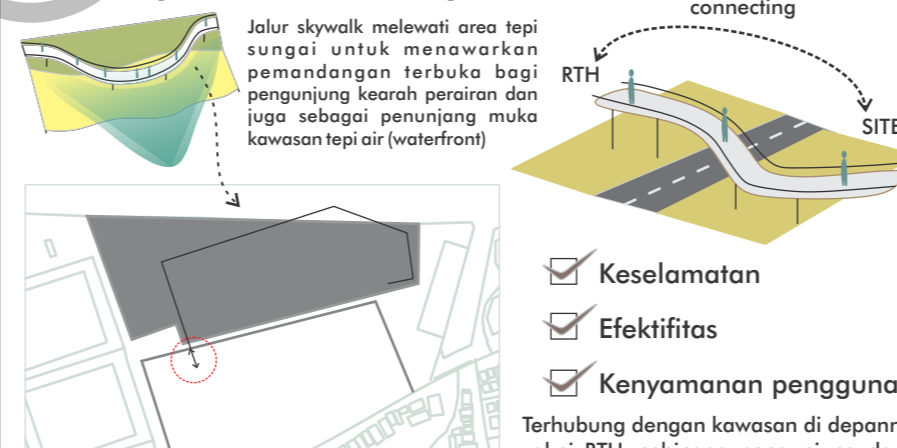 Jalur skywalk melewati area tepi
sungai untuk menawarkan
pemandangan terbuka bagi
pengunjung kearah perairan dan
juga sebagai penunjang muka
kawasan tepi air (waterfront)
connecting
RTH
SITE
Keselamatan
Efektifitas
Kenyamanan pengguna
Terhubung dengan kawasan di depann